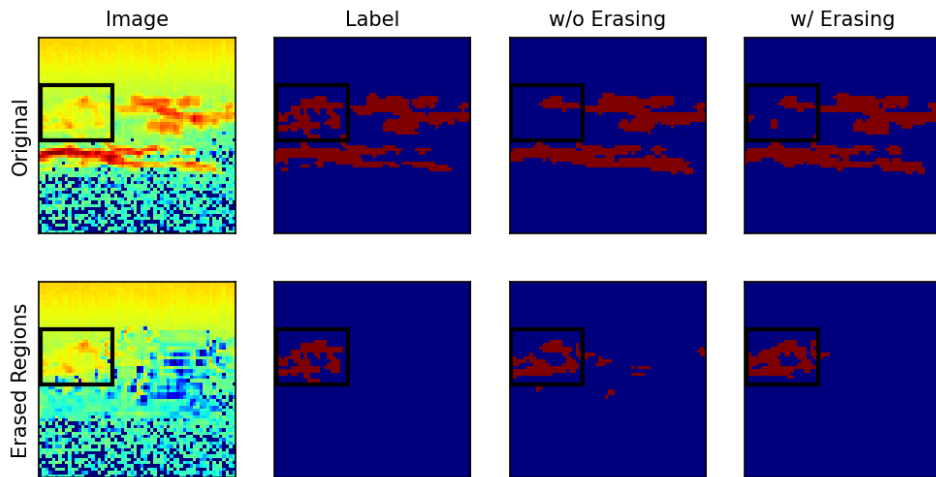 Image
Label
w/o Erasing
w/ Erasing
Original
Erased Regions